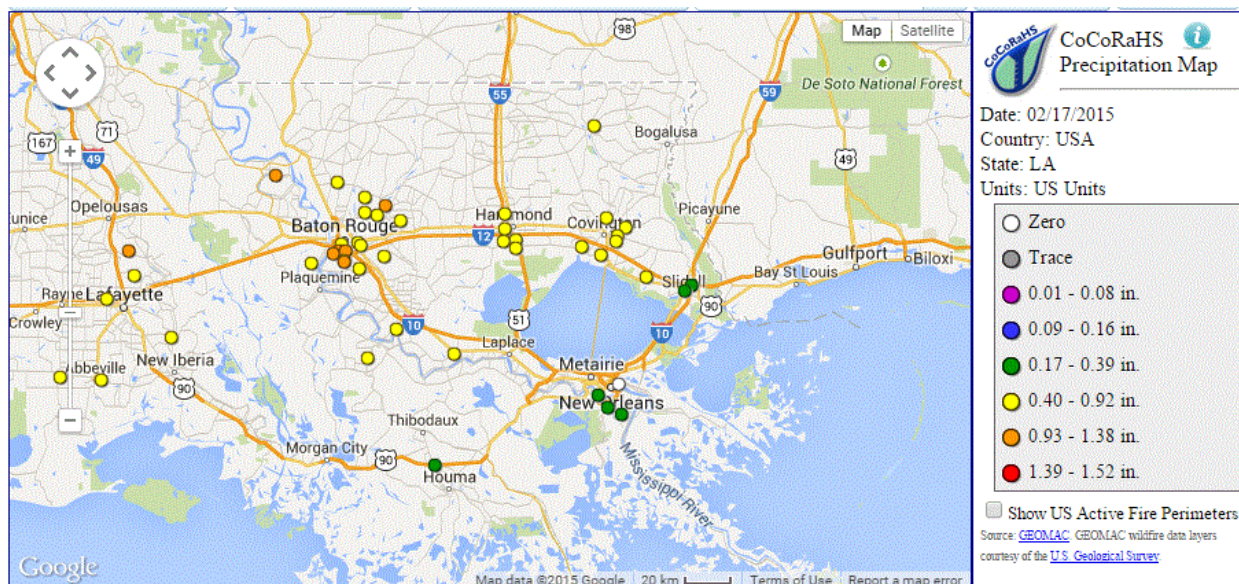 98
Map Satellite
De Soto National Forest
55
59
Bogalusa
71
167
49
49
Eunice
Opelousas
Hammond
Covington
Picayune
Baton Rouge
12
Gulfport
Biloxi
Plaquemine
Slidell
Bay St Louis
90
Rayne
Lafayette
Crowley
10
51
10
Laplace
Metairie
Abbeville
New Iberia
90
New Orleans
Thibodaux
Morgan City
90
Houma
Mississippi River
Google
Map data ©2015 Google 20 km Terms of Use Report a map error
CoCoRaHS
CoCoRaHS
Precipitation Map
Date: 02/17/2015
Country: USA
State: LA
Units: US Units
Zero
Trace
0.01 - 0.08 in.
0.09 - 0.16 in.
0.17 - 0.39 in.
0.40 - 0.92 in.
0.93 - 1.38 in.
1.39 - 1.52 in.
Show US Active Fire Perimeters
Source: GEOMAC. GEOMAC wildfire data layers
courtesy of the U.S. Geological Survey.